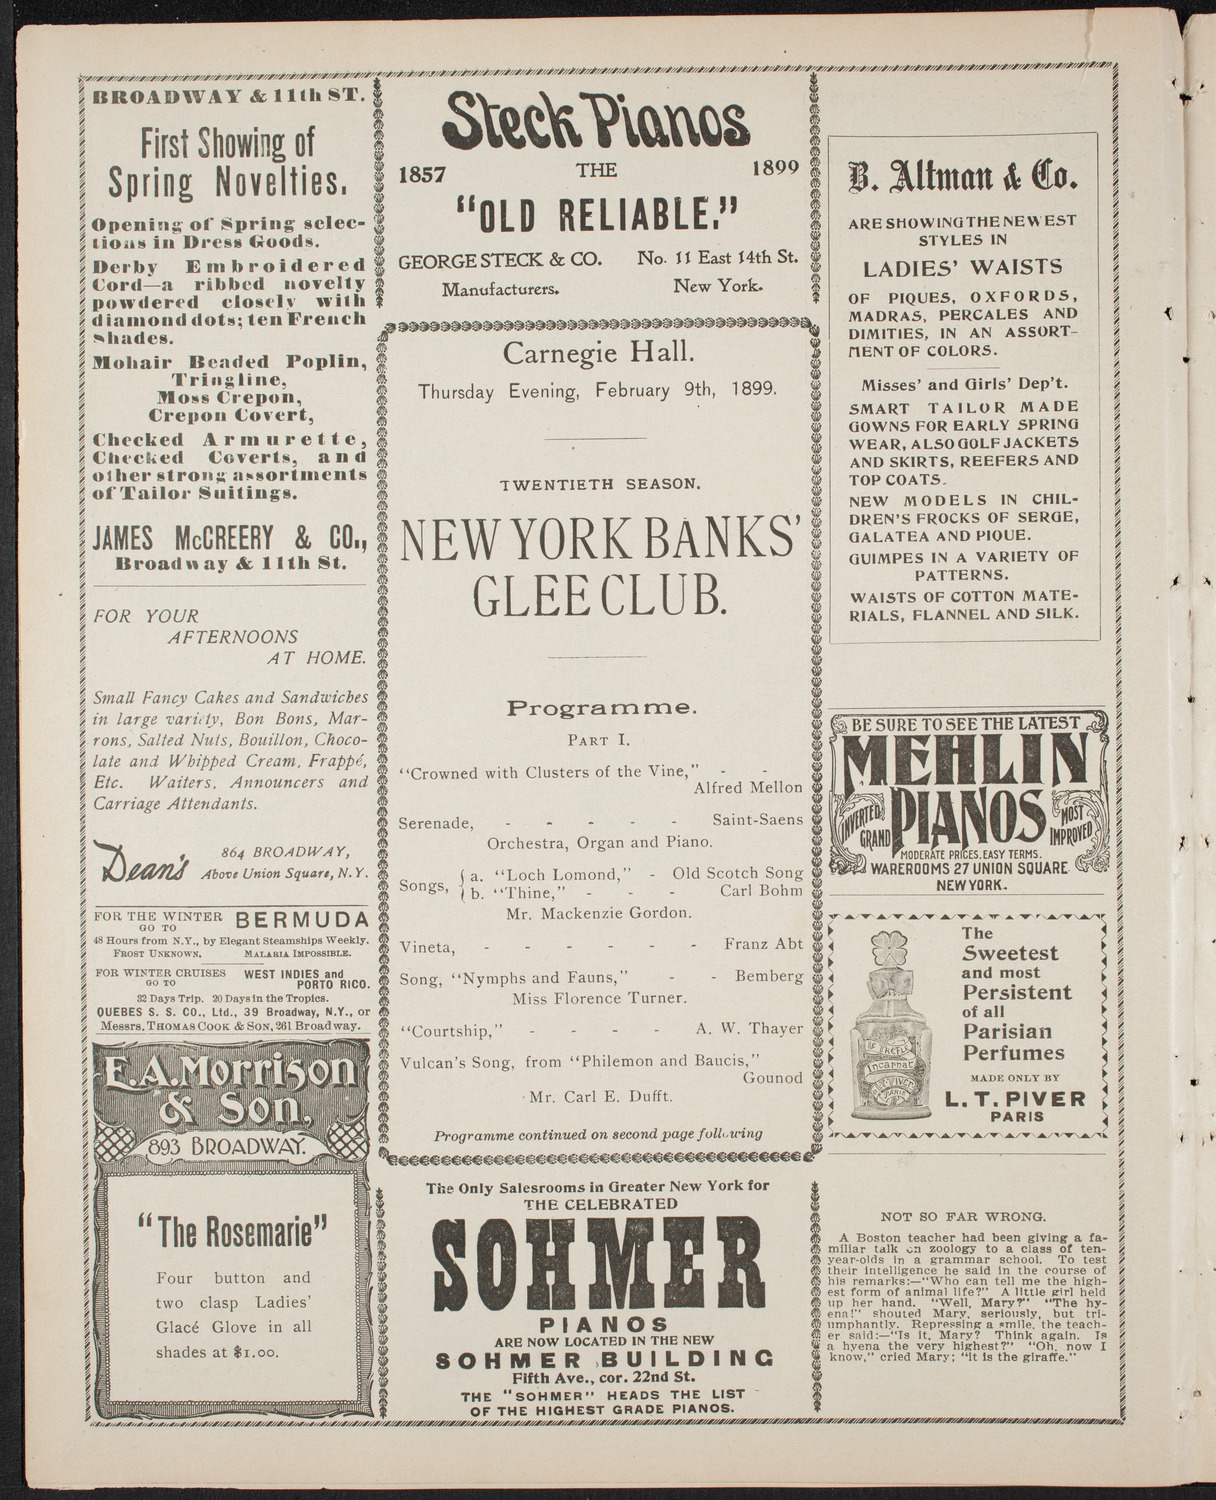 BROADWAY & 11th ST.
First Showing of
Spring Novelties.
Opening of Spring selec-
tions in Dress Goods.
Derby Embroidered
Cord—a ribbed novelty
powdered closely with
diamond dots; ten French
shades.
Mohair Beaded Poplin,
Tringline,
Moss Crepon,
Crepon Covert,
Checked Armurette,
Checked Coverts, and
other strong assortments
of Tailor Suitings.
JAMES McCREERY & CO.,
Broadway & 11th St.
FOR YOUR
AFTERNOONS
AT HOME.
Small Fancy Cakes and Sandwiches
in large variety, Bon Bons, Mar-
rons, Salted Nuts, Bouillon, Choco-
late and Whipped Cream, Frappé,
Etc. Waiters, Announcers and
Carriage Attendants.
Dean's
864 BROADWAY,
Above Union Square, N.Y.
FOR THE WINTER
GO TO
BERMUDA
48 Hours from N.Y., by Elegant Steamships Weekly.
FROST UNKNOWN. MALARIA IMPOSSIBLE.
FOR WINTER CRUISES
GO TO
WEST INDIES and
PORTO RICO.
32 Days Trip. 20 Days in the Tropics.
QUEBES S. S. CO., Ltd., 39 Broadway, N.Y., or
Messrs. THOMAS COOK & SON, 261 Broadway.
E.A. Morrison
& Son.
893 BROADWAY.
"The Rosemarie"
Four button and
two clasp Ladies'
Glacé Glove in all
shades at $1.00.
Steck Pianos
1857 THE 1899
"OLD RELIABLE."
GEORGE STECK & CO. No. 11 East 14th St.
Manufacturers. New York.
Carnegie Hall.
Thursday Evening, February 9th, 1899.
TWENTIETH SEASON.
NEW YORK BANKS'
GLEE CLUB.
Programme.
PART I.
"Crowned with Clusters of the Vine," - -
Alfred Mellon
Serenade, - - - - - Saint-Saens
Orchestra, Organ and Piano.
Songs, { a. "Loch Lomond," - Old Scotch Song
{ b. "Thine," - - - Carl Bohm
Mr. Mackenzie Gordon.
Vineta, - - - - - - Franz Abt
Song, "Nymphs and Fauns," - - Bemberg
Miss Florence Turner.
"Courtship," - - - - A. W. Thayer
Vulcan's Song, from "Philemon and Baucis,"
Gounod
Mr. Carl E. Dufft.
Programme continued on second page following
The Only Salesrooms in Greater New York for
THE CELEBRATED
SOHMER
PIANOS
ARE NOW LOCATED IN THE NEW
SOHMER BUILDING
Fifth Ave., cor. 22nd St.
THE "SOHMER" HEADS THE LIST
OF THE HIGHEST GRADE PIANOS.
B. Altman & Co.
ARE SHOWING THE NEWEST
STYLES IN
LADIES' WAISTS
OF PIQUES, OXFORDS,
MADRAS, PERCALES AND
DIMITIES, IN AN ASSORT-
MENT OF COLORS.
Misses' and Girls' Dep't.
SMART TAILOR MADE
GOWNS FOR EARLY SPRING
WEAR, ALSO GOLF JACKETS
AND SKIRTS, REEFERS AND
TOP COATS.
NEW MODELS IN CHIL-
DREN'S FROCKS OF SERGE,
GALATEA AND PIQUE.
GUIMPES IN A VARIETY OF
PATTERNS.
WAISTS OF COTTON MATE-
RIALS, FLANNEL AND SILK.
BE SURE TO SEE THE LATEST
MEHLIN
PIANOS
INVERTED
GRAND
MOST
IMPROVED
MODERATE PRICES. EASY TERMS.
WAREROOMS 27 UNION SQUARE
NEW YORK.
The
Sweetest
and most
Persistent
of all
Parisian
Perfumes
MADE ONLY BY
L. T. PIVER
PARIS
LE TREFLE
Incarnat
NOT SO FAR WRONG.
A Boston teacher had been giving a fa-
miliar talk on zoology to a class of ten-
year-olds in a grammar school. To test
their intelligence he said in the course of
his remarks:—"Who can tell me the high-
est form of animal life?" A little girl held
up her hand. "Well, Mary?" "The hy-
ena!" shouted Mary, seriously, but tri-
umphantly. Repressing a smile, the teach-
er said:—"Is it, Mary? Think again. Is
a hyena the very highest?" "Oh, now I
know," cried Mary; "it is the giraffe."